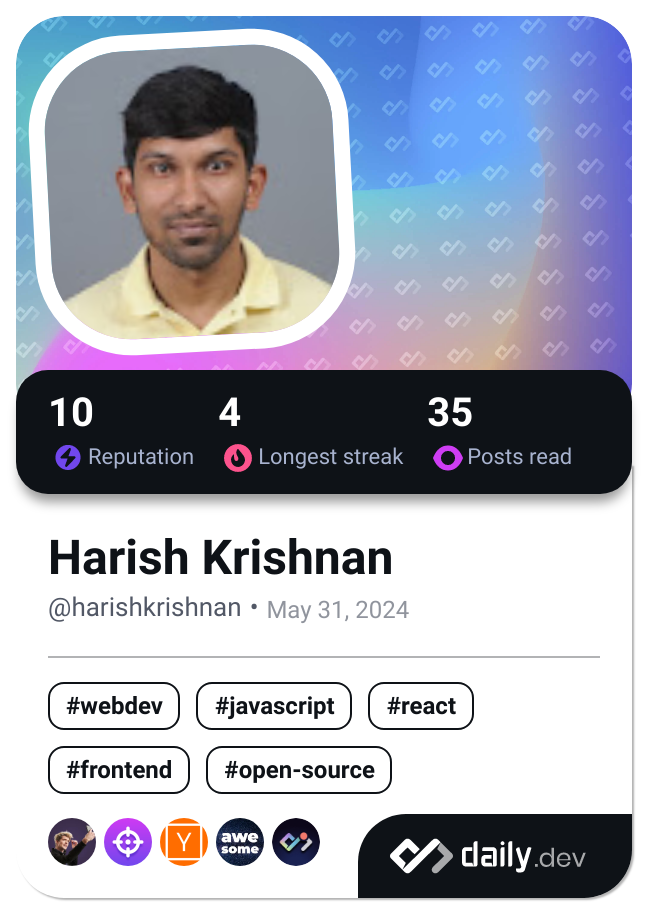 10 4 35
Reputation Longest streak Posts read
Harish Krishnan
@harishkrishnan • May 31, 2024
#webdev #javascript #react
#frontend #open-source
Y awe some
daily.dev